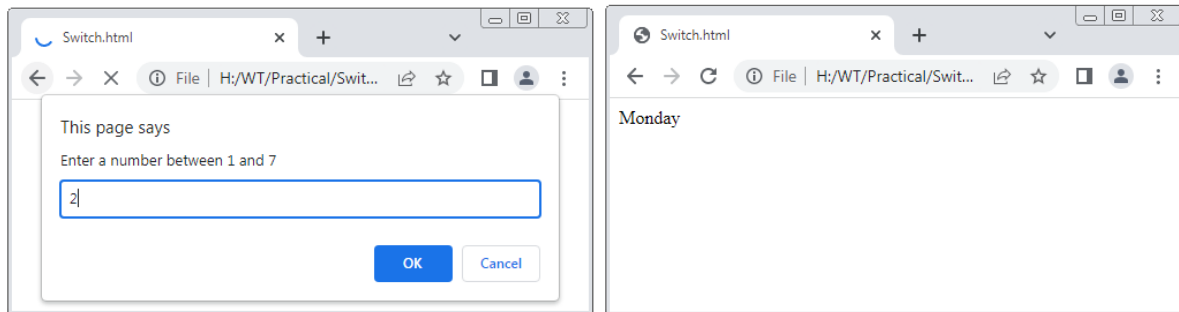 Switch.html
File | H:/WT/Practical/Swit...
This page says
Enter a number between 1 and 7
2
OK Cancel
Switch.html
File | H:/WT/Practical/Swit...
Monday